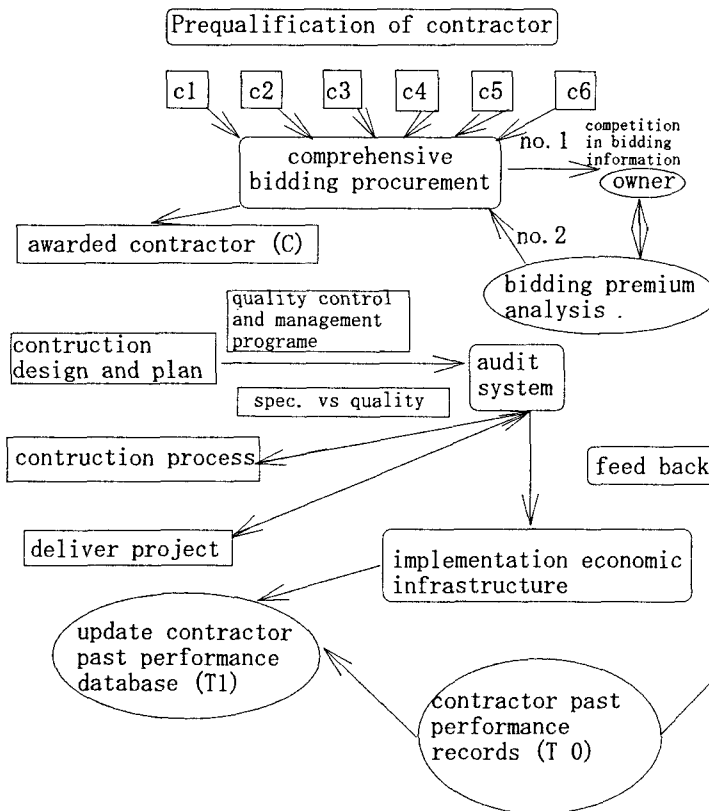 Prequalification of contractor
c1 c2 c3 c4 c5 c6
comprehensive
bidding procurement
no. 1
competition
in bidding
information
owner
awarded contractor (C)
no. 2
bidding premium
analysis .
quality control
and management
programe
contruction
design and plan
audit
system
spec. vs quality
contruction process
feed back
deliver project
implementation economic
infrastructure
update contractor
past performance
database (T1)
contractor past
performance
records (T 0)